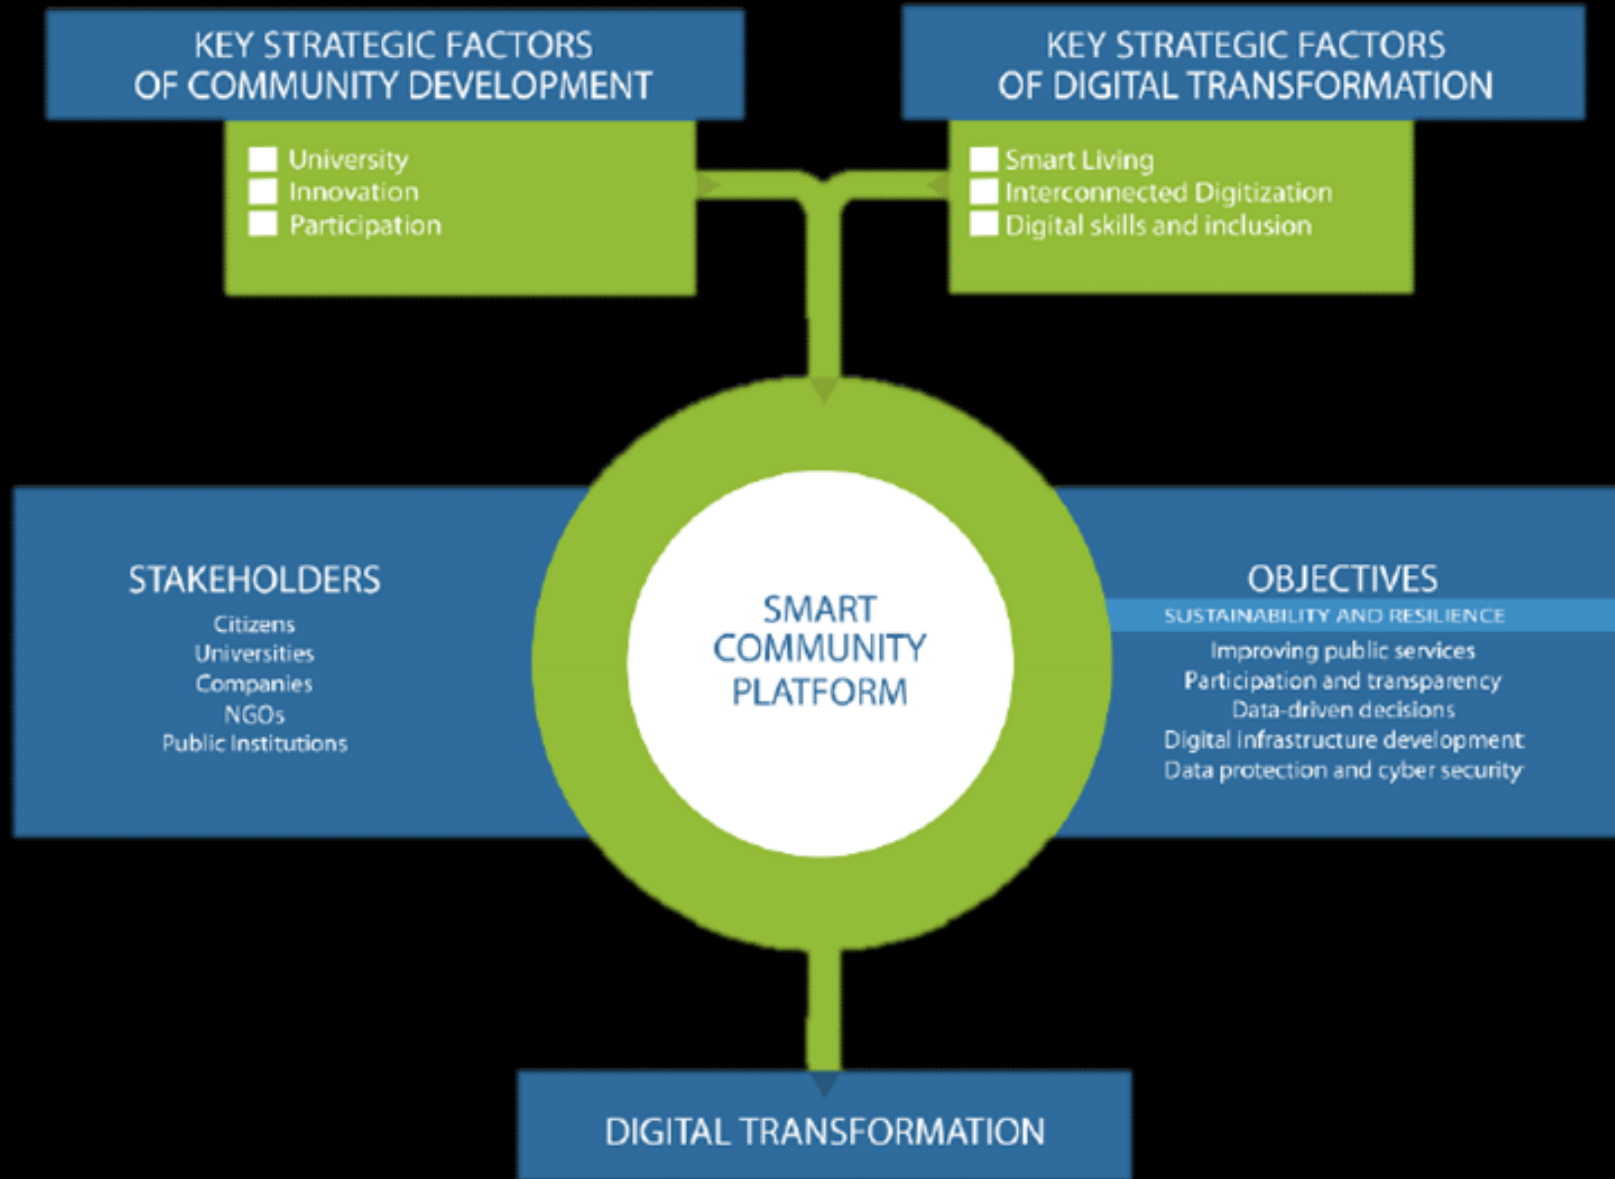 KEY STRATEGIC FACTORS
OF COMMUNITY DEVELOPMENT
University
Innovation
Participation
KEY STRATEGIC FACTORS
OF DIGITAL TRANSFORMATION
Smart Living
Interconnected Digitization
Digital skills and inclusion
STAKEHOLDERS
Citizens
Universities
Companies
NGOs
Public Institutions
SMART
COMMUNITY
PLATFORM
OBJECTIVES
SUSTAINABILITY AND RESILIENCE
Improving public services
Participation and transparency
Data-driven decisions
Digital infrastructure development
Data protection and cyber security
DIGITAL TRANSFORMATION